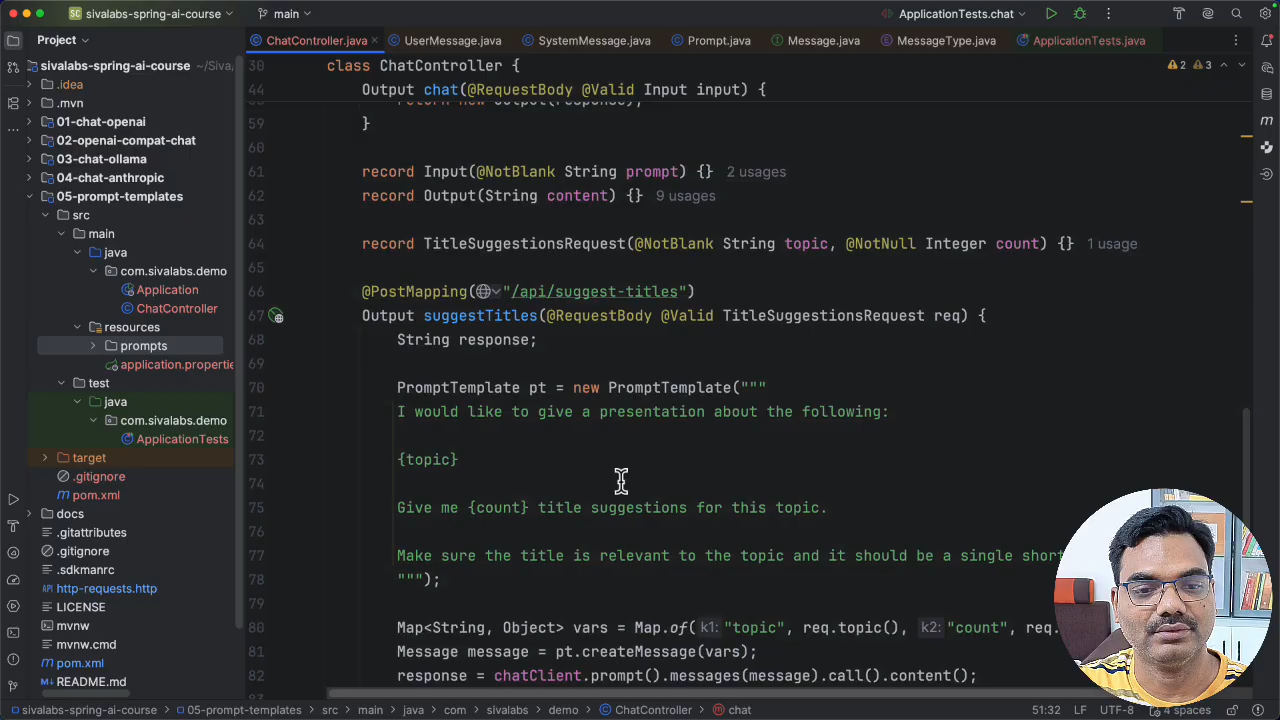 sivalabs-spring-ai-course
main
ApplicationTests.chat
Project
ChatController.java
UserMessage.java
SystemMessage.java
Prompt.java
Message.java
MessageType.java
ApplicationTests.java
sivalabs-spring-ai-course ~/Siva
.idea
.mvn
01-chat-openai
02-openai-compat-chat
03-chat-ollama
04-chat-anthropic
05-prompt-templates
src
main
java
com.sivalabs.demo
Application
ChatController
resources
prompts
application.propertie
test
java
com.sivalabs.demo
ApplicationTests
target
.gitignore
pom.xml
docs
.gitattributes
.gitignore
.sdkmanrc
API http-requests.http
LICENSE
mvnw
mvnw.cmd
pom.xml
README.md
2 3
30 class ChatController {
44 Output chat(@RequestBody @Valid Input input) {
return new Output(response);
59 }
60
61 record Input(@NotBlank String prompt) {} 2 usages
62 record Output(String content) {} 9 usages
63
64 record TitleSuggestionsRequest(@NotBlank String topic, @NotNull Integer count) {} 1 usage
65
66 @PostMapping("/api/suggest-titles")
67 Output suggestTitles(@RequestBody @Valid TitleSuggestionsRequest req) {
68 String response;
69
70 PromptTemplate pt = new PromptTemplate("""
71 I would like to give a presentation about the following:
72
73 {topic}
74
75 Give me {count} title suggestions for this topic.
76
77 Make sure the title is relevant to the topic and it should be a single short
78 """);
79
80 Map<String, Object> vars = Map.of( k1: "topic", req.topic(), k2: "count", req.
81 Message message = pt.createMessage(vars);
82 response = chatClient.prompt().messages(message).call().content();
sivalabs-spring-ai-course
05-prompt-templates
src
main
java
com
sivalabs
demo
ChatController
chat
51:32
LF
UTF-8
4 spaces